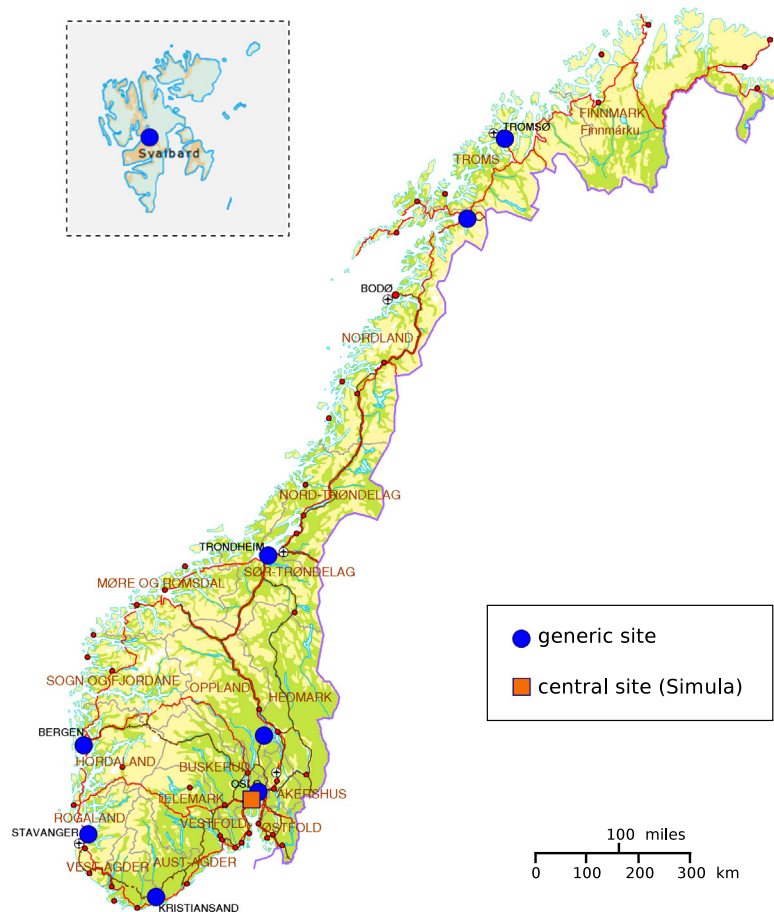 Svalbard
FINNMARK
Finnmárku
TROMSØ
TROMS
BODØ
NORDLAND
NORD-TRØNDELAG
TRONDHEIM
SØR-TRØNDELAG
MØRE OG ROMSDAL
generic site
central site (Simula)
SOGN OG FJORDANE
OPPLAND
HEDMARK
BERGEN
HORDALAND
BUSKERUD
OSLO
AKERSHUS
TELEMARK
ROGALAND
VESTFOLD
ØSTFOLD
STAVANGER
VEST-AGDER
AUST-AGDER
KRISTIANSAND
100 miles
0 100 200 300 km